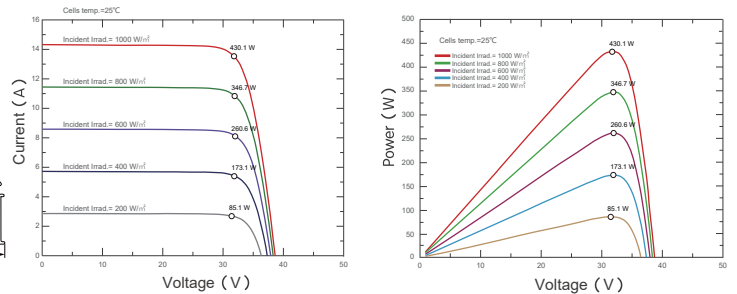 Cells temp.=25℃
16
14
12
10
8
6
4
2
0
Current（A）
Incident Irrad.= 1000 W/㎡
430.1 W
Incident Irrad.= 800 W/㎡
346.7 W
Incident Irrad.= 600 W/㎡
260.6 W
Incident Irrad.= 400 W/㎡
173.1 W
Incident Irrad.= 200 W/㎡
85.1 W
0 10 20 30 40 50
Voltage（V）
500
450
400
350
300
250
200
150
100
50
0
Power（W）
Cells temp.=25℃
Incident Irrad.= 1000 W/㎡
Incident Irrad.= 800 W/㎡
Incident Irrad.= 600 W/㎡
Incident Irrad.= 400 W/㎡
Incident Irrad.= 200 W/㎡
430.1 W
346.7 W
260.6 W
173.1 W
85.1 W
0 10 20 30 40 50
Voltage（V）